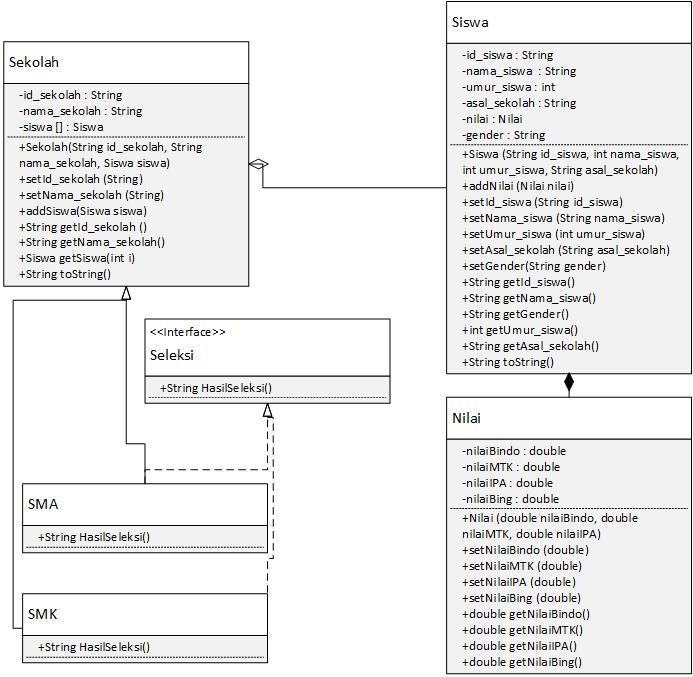 Sekolah
-id_sekolah : String
-nama_sekolah : String
-siswa [] : Siswa
+Sekolah(String id_sekolah, String
nama_sekolah, Siswa siswa)
+setId_sekolah (String)
+setNama_sekolah (String)
+addSiswa(Siswa siswa)
+String getId_sekolah ()
+String getNama_sekolah()
+Siswa getSiswa(int i)
+String toString()
Siswa
-id_siswa : String
-nama_siswa : String
-umur_siswa : int
-asal_sekolah : String
-nilai : Nilai
-gender : String
+Siswa (String id_siswa, int nama_siswa,
int umur_siswa, String asal_sekolah)
+addNilai (Nilai nilai)
+setId_siswa (String id_siswa)
+setNama_siswa (String nama_siswa)
+setUmur_siswa (int umur_siswa)
+setAsal_sekolah (String asal_sekolah)
+setGender(String gender)
+String getId_siswa()
+String getNama_siswa()
+String getGender()
+int getUmur_siswa()
+String getAsal_sekolah()
+String toString()
<<Interface>>
Seleksi
+String HasilSeleksi()
SMA
+String HasilSeleksi()
SMK
+String HasilSeleksi()
Nilai
-nilaiBindo : double
-nilaiMTK : double
-nilaiIPA : double
-nilaiBing : double
+Nilai (double nilaiBindo, double
nilaiMTK, double nilaiIPA)
+setNilaiBindo (double)
+setNilaiMTK (double)
+setNilaiIPA (double)
+setNilaiBing (double)
+double getNilaiBindo()
+double getNilaiMTK()
+double getNilaiIPA()
+double getNilaiBing()